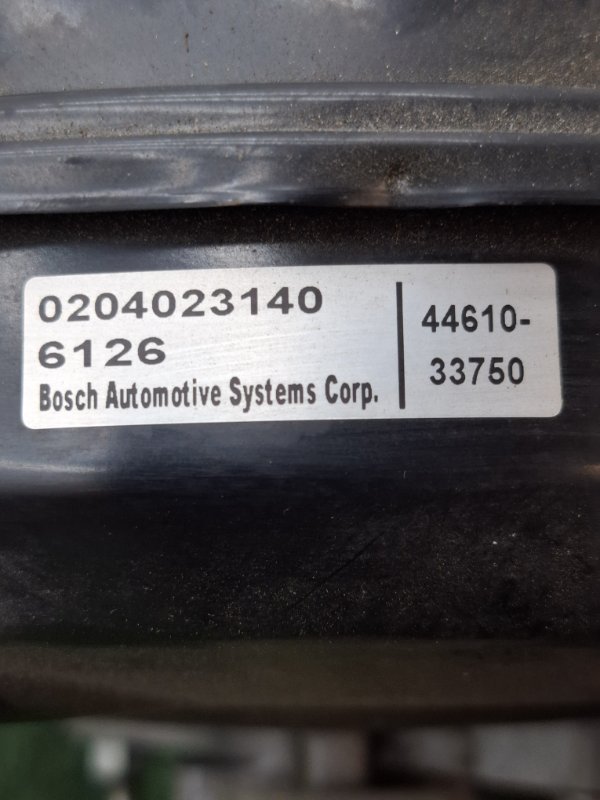 0204023140
6126
Bosch Automotive Systems Corp.
44610-
33750